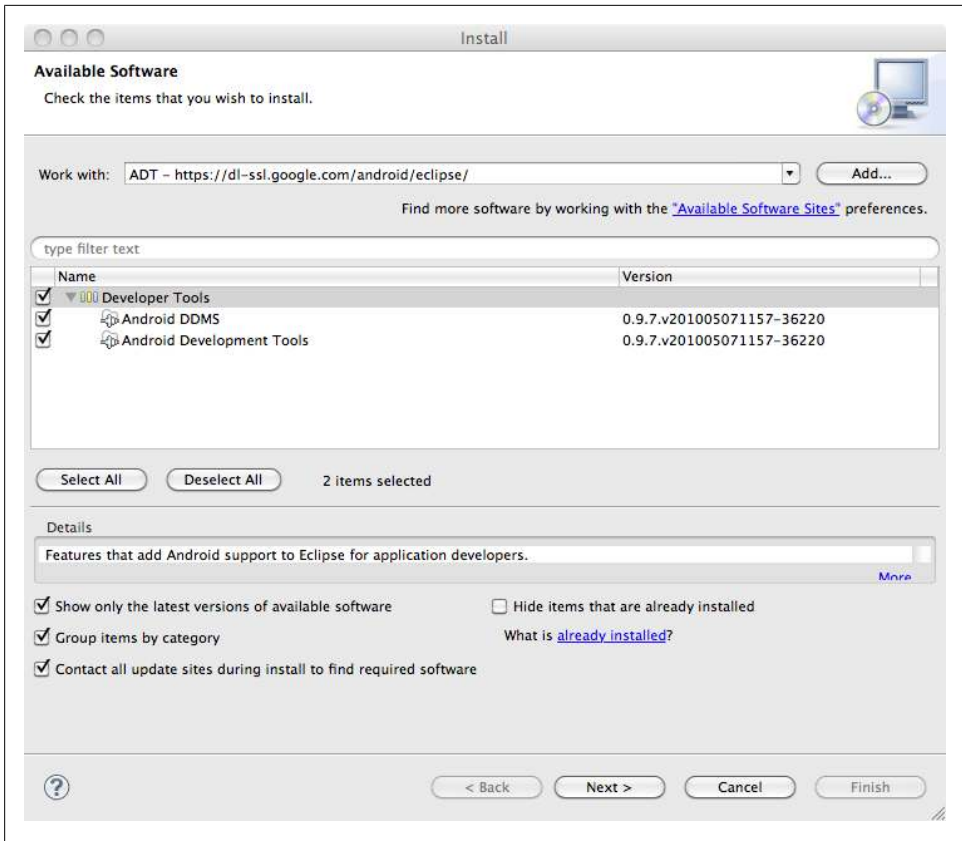 Install
Available Software
Check the items that you wish to install.
Work with: ADT - https://dl-ssl.google.com/android/eclipse/ Add...
Find more software by working with the "Available Software Sites" preferences.
type filter text
Name Version
Developer Tools
Android DDMS 0.9.7.v201005071157-36220
Android Development Tools 0.9.7.v201005071157-36220
Select All Deselect All 2 items selected
Details
Features that add Android support to Eclipse for application developers.
More
Show only the latest versions of available software Hide items that are already installed
Group items by category What is already installed?
Contact all update sites during install to find required software
? < Back Next > Cancel Finish